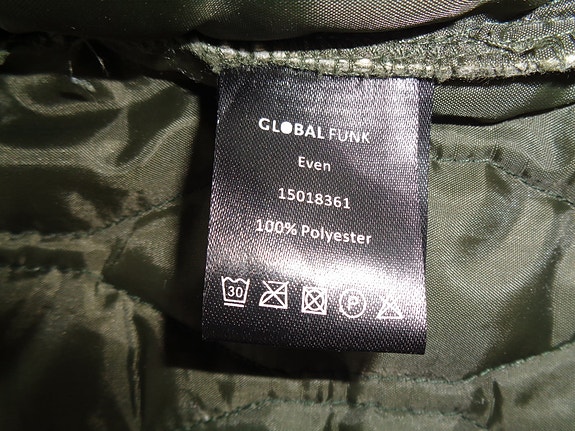 GLOBAL FUNK
Even
15018361
100% Polyester
30 P